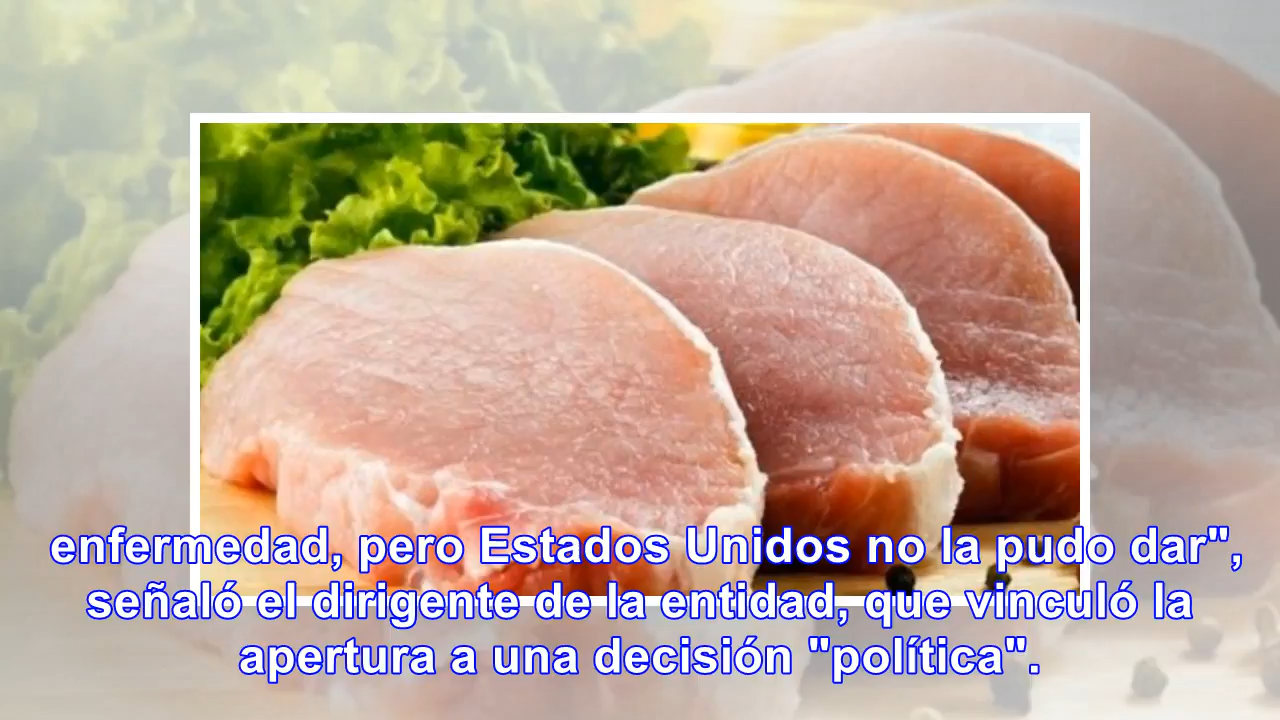 enfermedad, pero Estados Unidos no la pudo dar",
señaló el dirigente de la entidad, que vinculó la
apertura a una decisión "política".